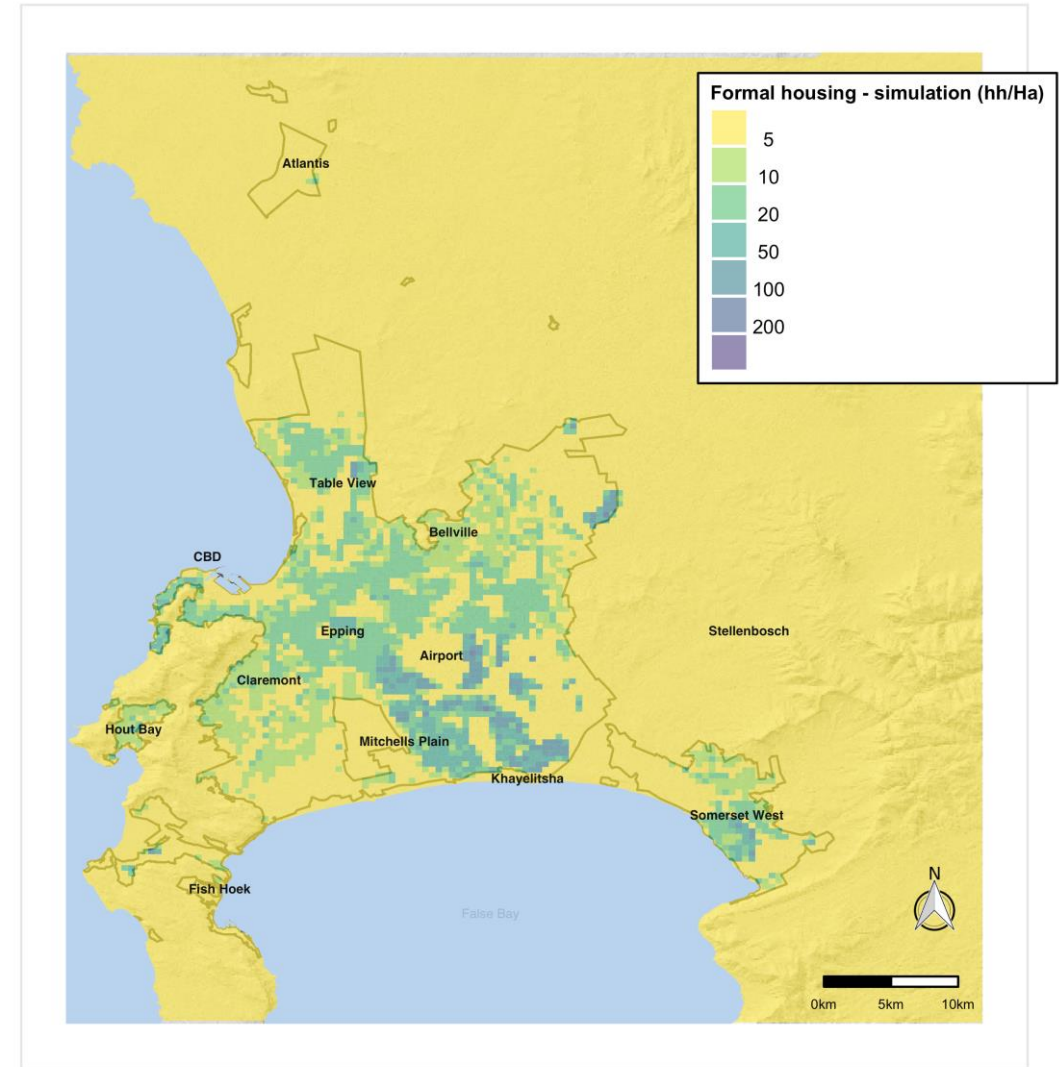 Formal housing - simulation (hh/Ha)
5
10
20
50
100
200
Atlantis
Table View
Bellville
CBD
Epping
Stellenbosch
Airport
Claremont
Hout Bay
Mitchells Plain
Khayelitsha
Somerset West
Fish Hoek
False Bay
N
0km 5km 10km